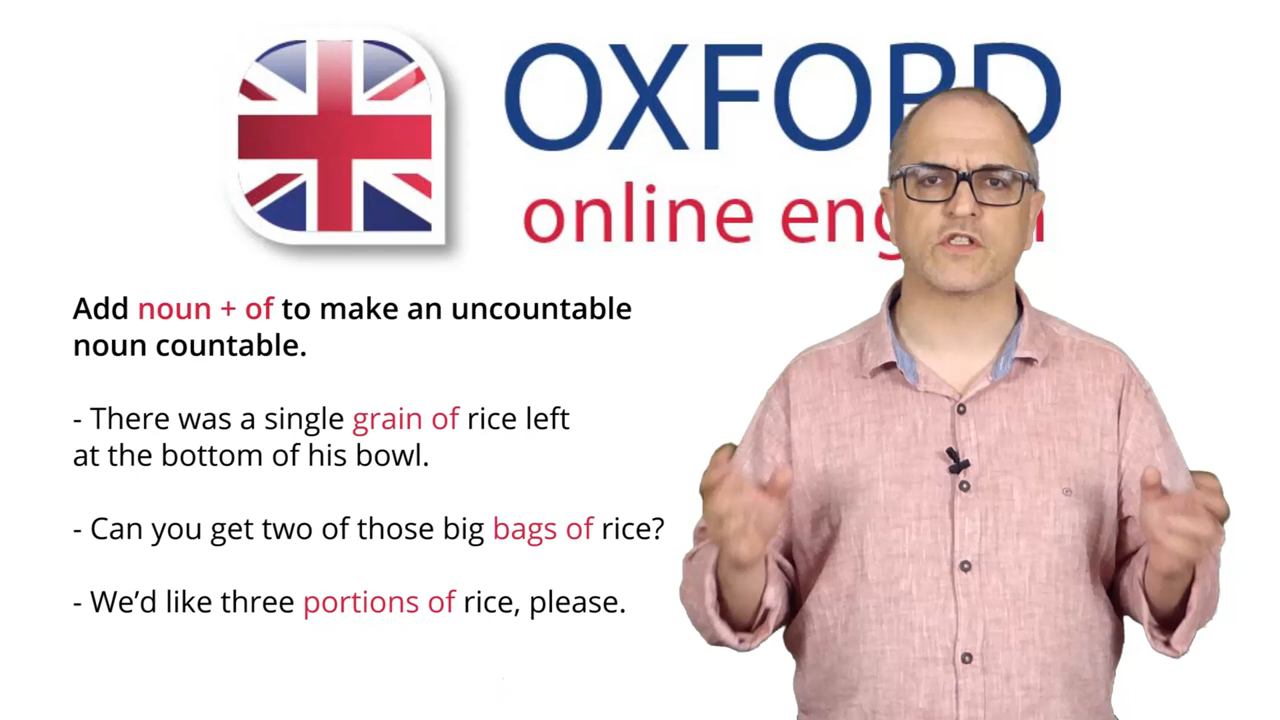 OXFORD
online en
Add noun + of to make an uncountable
noun countable.
- There was a single grain of rice left
at the bottom of his bowl.
- Can you get two of those big bags of rice?
- We’d like three portions of rice, please.